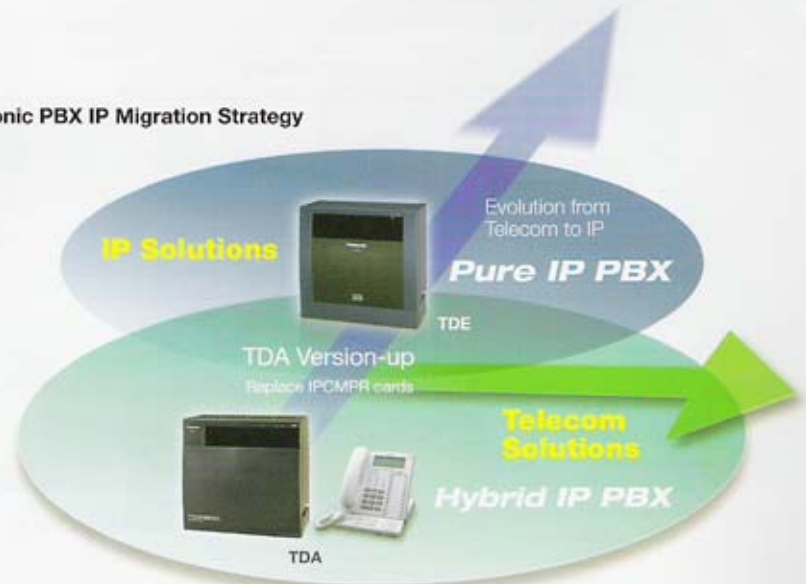 onic PBX IP Migration Strategy
Evolution from
Telecom to IP
IP Solutions
Pure IP PBX
TDE
TDA Version-up
Replace IPCMPR cards
Telecom
Solutions
Hybrid IP PBX
TDA